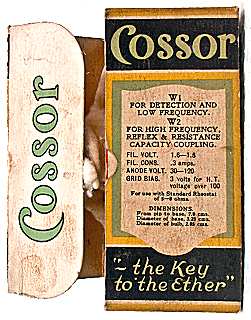 Cossor
Cossor
W1
FOR DETECTION AND
LOW FREQUENCY.
W2
FOR HIGH FREQUENCY,
REFLEX & RESISTANCE
CAPACITY COUPLING.
FIL. VOLT. 1.6—1.8
FIL. CONS. .3 amps.
ANODE VOLT. 30—120
GRID BIAS. 3 volts for H.T.
voltage over 100
For use with Standard Rheostat
of 5—6 ohms
DIMENSIONS.
From pin to base, 7.9 cms.
Diameter of base, 3.25 cms.
Diameter of bulb, 2.85 cms.
"~ the Key
to the Ether"